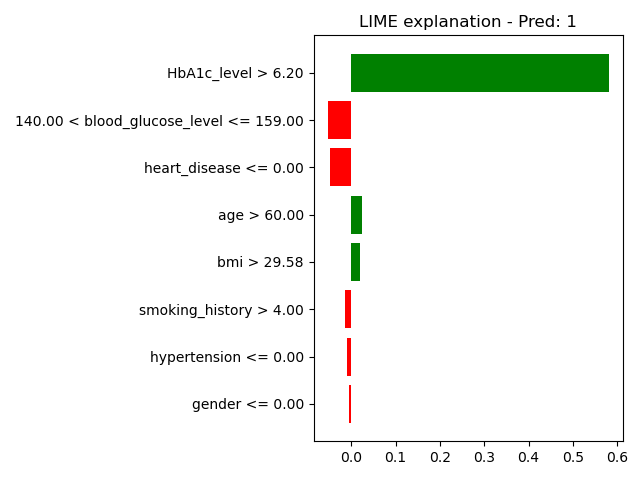 LIME explanation - Pred: 1
HbA1c_level > 6.20
140.00 < blood_glucose_level <= 159.00
heart_disease <= 0.00
age > 60.00
bmi > 29.58
smoking_history > 4.00
hypertension <= 0.00
gender <= 0.00
0.0 0.1 0.2 0.3 0.4 0.5 0.6